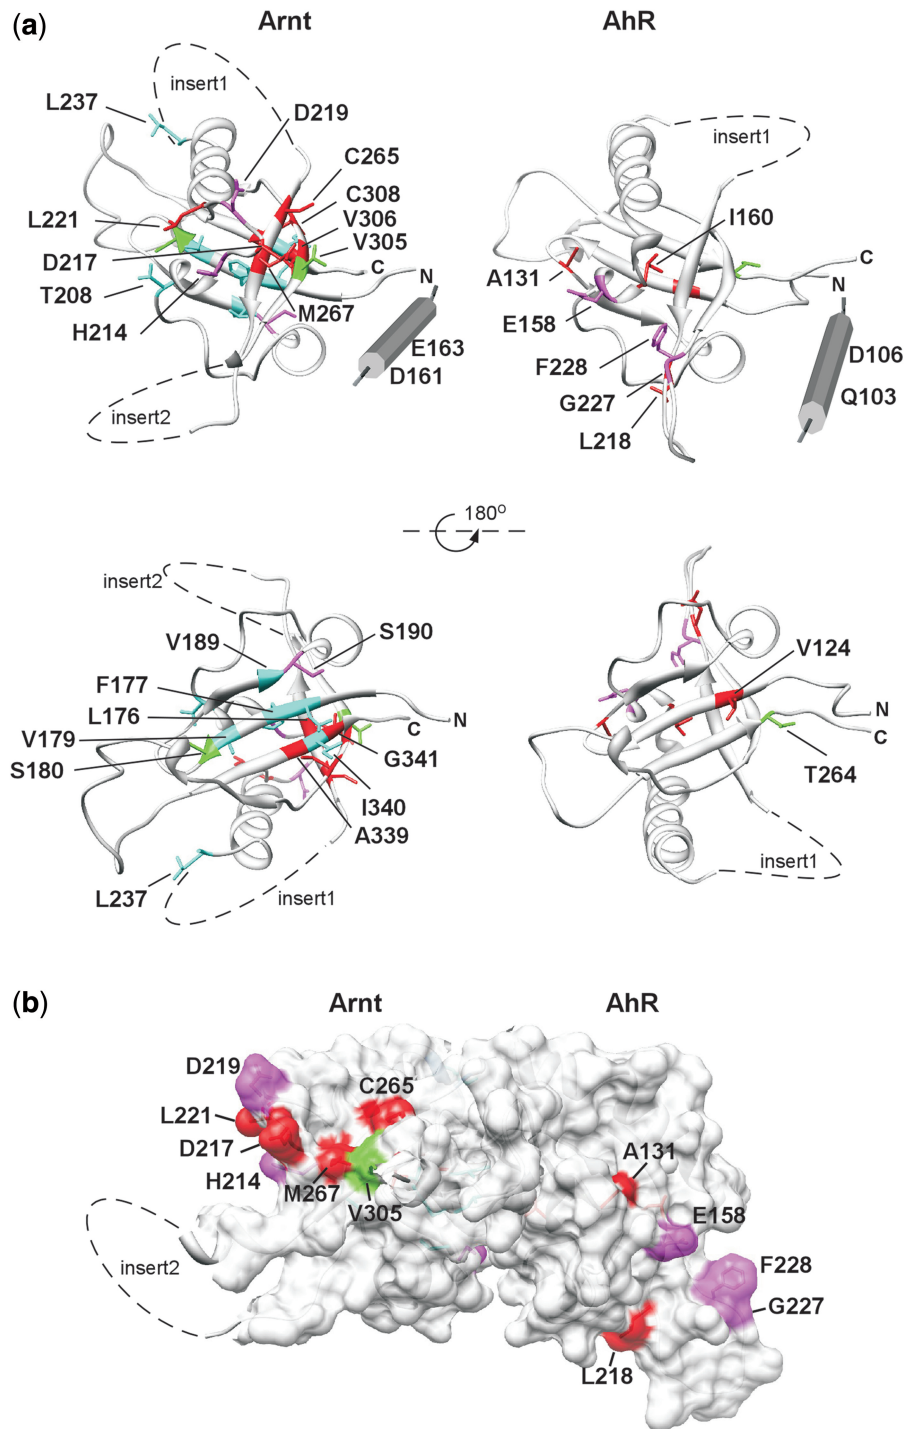 (a)
Arnt
AhR
insert1
L237
D219
C265
C308
V306
V305
L221
D217
T208
H214
M267
C
N
E163
D161
insert2
insert1
I160
A131
E158
F228
G227
L218
C
N
D106
Q103
180°
insert2
V189
S190
F177
L176
V179
S180
N
C
G341
I340
A339
L237
insert1
V124
N
C
T264
insert1
(b)
Arnt
AhR
D219
C265
L221
D217
H214
M267
V305
A131
E158
F228
G227
L218
insert2